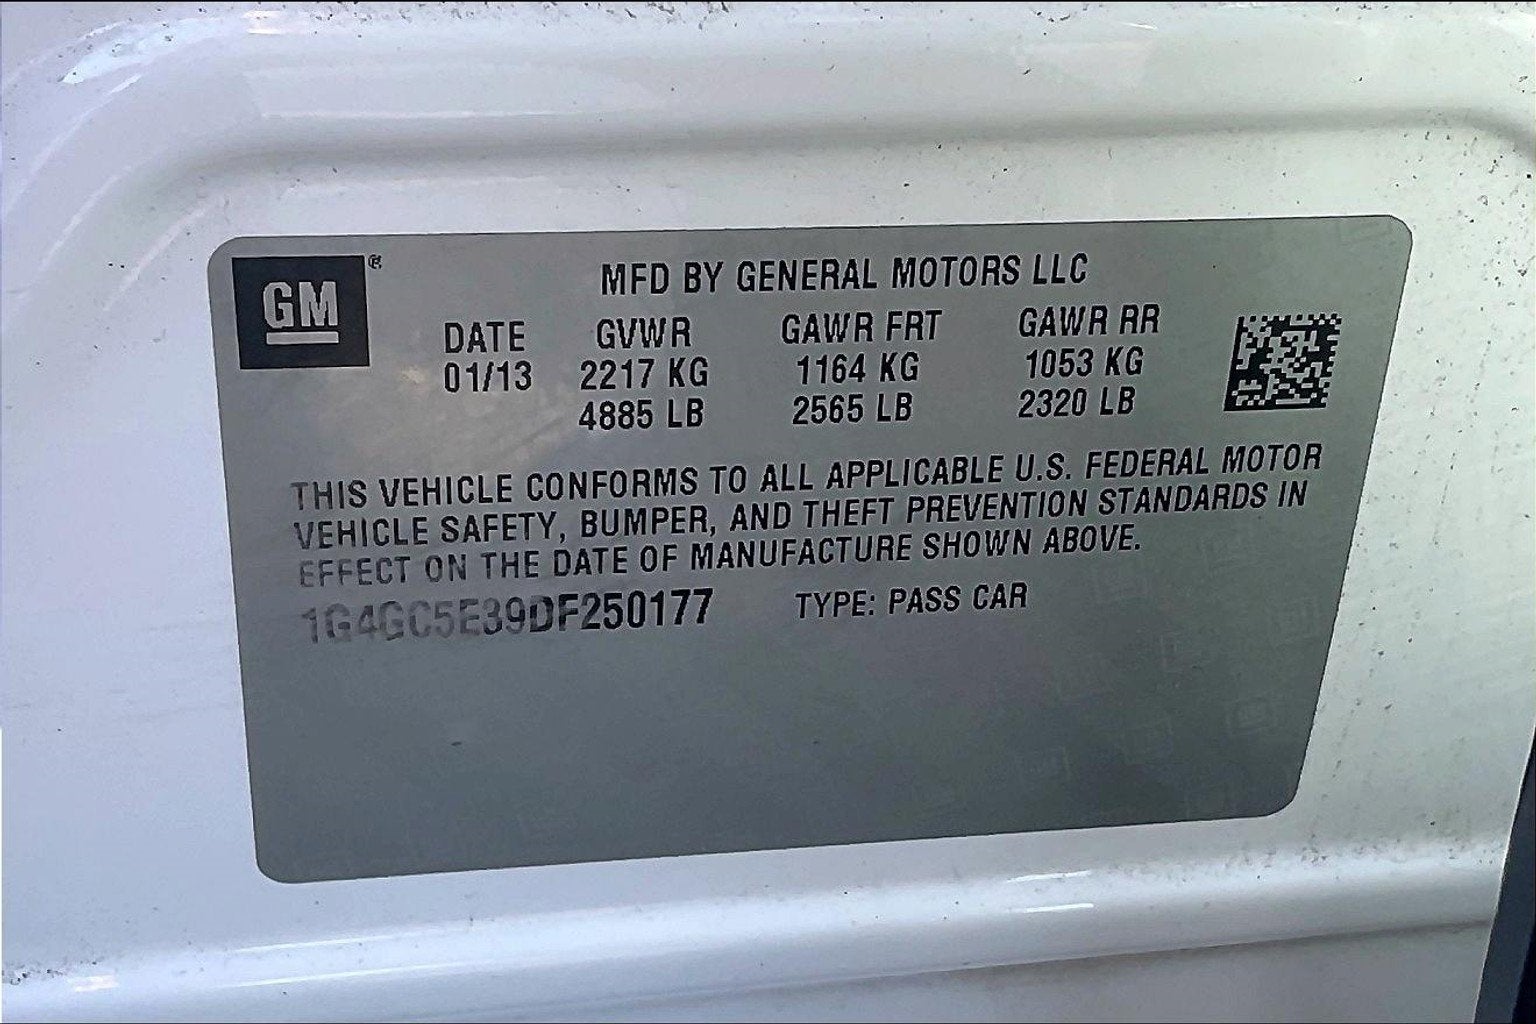 GM®
MFD BY GENERAL MOTORS LLC
DATE GVWR GAWR FRT GAWR RR
01/13 2217 KG 1164 KG 1053 KG
4885 LB 2565 LB 2320 LB
THIS VEHICLE CONFORMS TO ALL APPLICABLE U.S. FEDERAL MOTOR
VEHICLE SAFETY, BUMPER, AND THEFT PREVENTION STANDARDS IN
EFFECT ON THE DATE OF MANUFACTURE SHOWN ABOVE.
1G4GC5E39DF250177 TYPE: PASS CAR